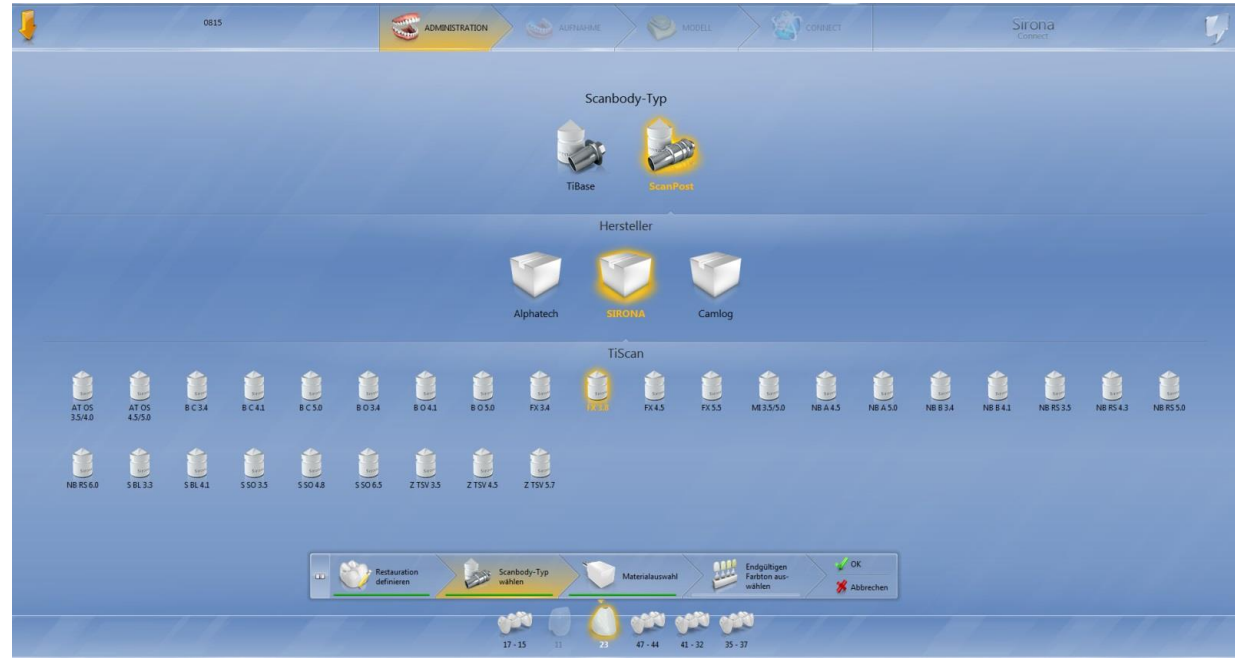 0815
ADMINISTRATION
AUFNAHME
MODELL
CONNECT
Sirona
Connect
Scanbody-Typ
TiBase
ScanPost
Hersteller
Alphatech
SIRONA
Camlog
TiScan
AT OS
3.5/4.0
AT OS
4.5/5.0
B C 3.4
B C 4.1
B C 5.0
B O 3.4
B O 4.1
B O 5.0
FX 3.4
FX 4.5
FX 5.5
MI 3.5/5.0
NB A 4.5
NB A 5.0
NB B 3.4
NB B 4.1
NB RS 3.5
NB RS 4.3
NB RS 5.0
NB RS 6.0
S BL 3.3
S BL 4.1
S SO 3.5
S SO 4.8
S SO 6.5
Z TSV 3.5
Z TSV 4.5
Z TSV 5.7
Restauration
definieren
Scanbody-Typ
wählen
Materialauswahl
Endgültigen
Farbton aus-
wählen
OK
Abbrechen
17 - 15
11
23
47 - 44
41 - 32
35 - 37